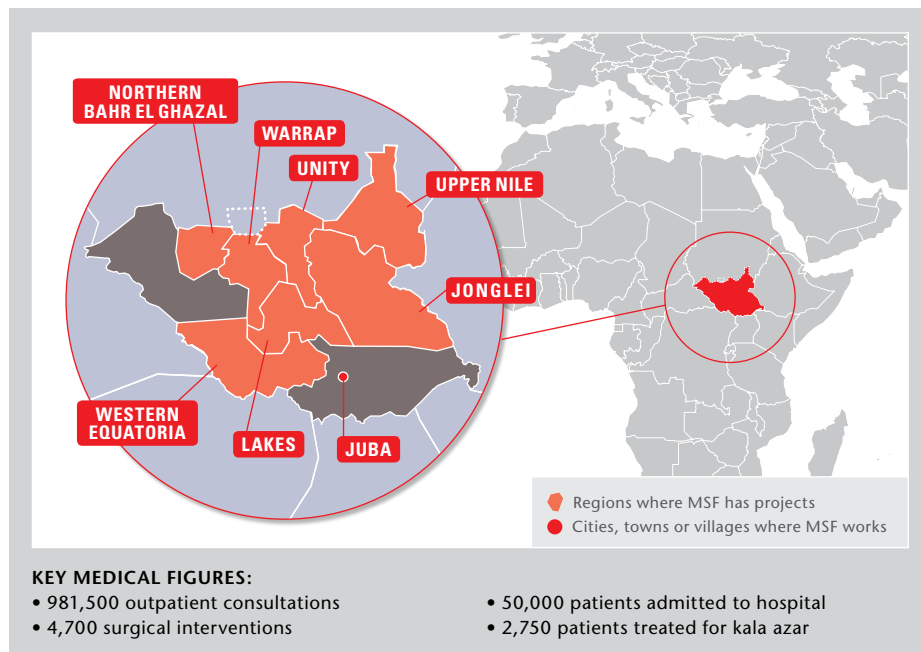 NORTHERN
BAHR EL GHAZAL
WARRAP
UNITY
UPPER NILE
JONGLEI
WESTERN
EQUATORIA
LAKES
JUBA
Regions where MSF has projects
Cities, towns or villages where MSF works
KEY MEDICAL FIGURES:
• 981,500 outpatient consultations
• 4,700 surgical interventions
• 50,000 patients admitted to hospital
• 2,750 patients treated for kala azar